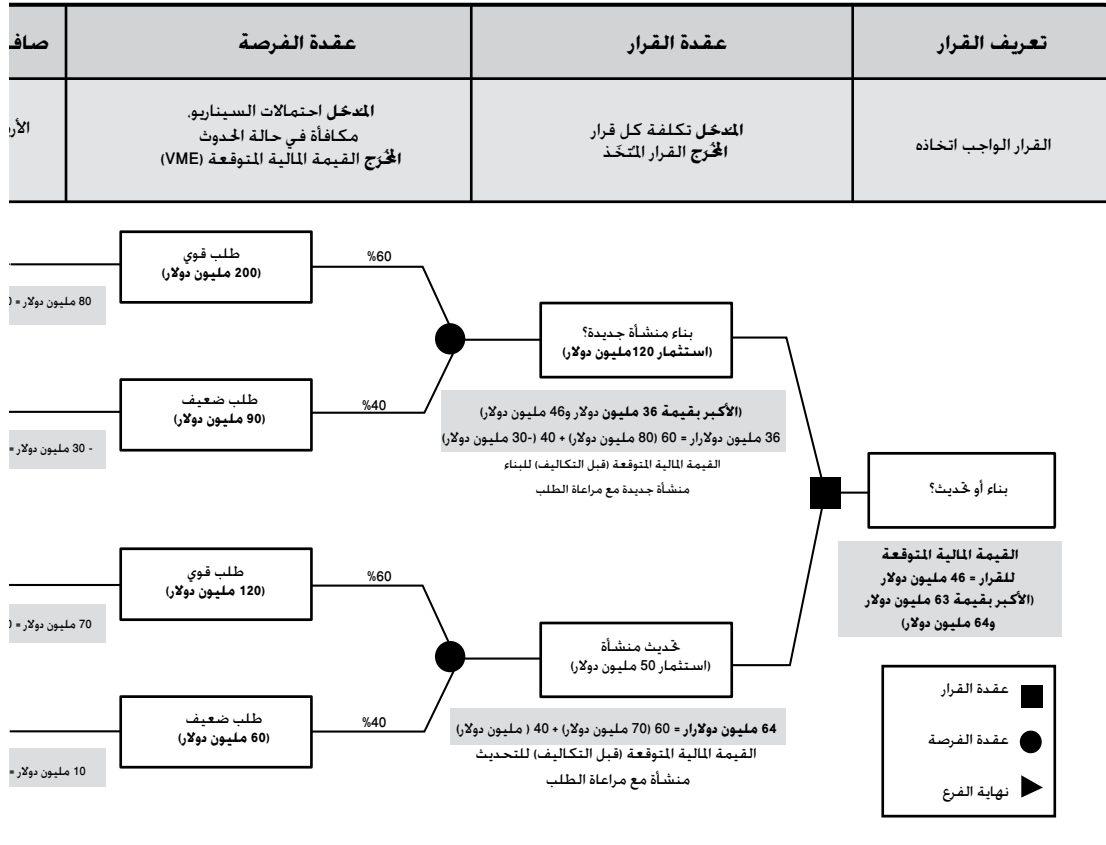 تعريف القرار
عقدة القرار
عقدة الفرصة
صاف
القرار الواجب اتخاذه
المدخل تكلفة كل قرار
المخرج القرار المتخذ
المدخل احتمالات السيناريو.
مكافأة في حالة الحدوث
المخرج القيمة المالية المتوقعة (VME)
الأر
طلب قوي
(200 مليون دولار)
%60
80 مليون دولار =
بناء منشأة جديدة؟
(استثمار 120مليون دولار)
طلب ضعيف
(90 مليون دولار)
%40
- 30 مليون دولار =
(الأكبر بقيمة 36 مليون دولار و46 مليون دولار)
36 مليون دولارار = 60 (80 مليون دولار) + 40 (-30 مليون دولار)
القيمة المالية المتوقعة (قبل التكاليف) للبناء
منشأة جديدة مع مراعاة الطلب
بناء أو تحديث؟
القيمة المالية المتوقعة
للقرار = 46 مليون دولار
(الأكبر بقيمة 63 مليون دولار
و64 مليون دولار)
طلب قوي
(120 مليون دولار)
%60
70 مليون دولار =
تحديث منشأة
(استثمار 50 مليون دولار)
طلب ضعيف
(60 مليون دولار)
%40
10 مليون دولار =
64 مليون دولارار = 60 (70 مليون دولار) + 40 ( مليون دولار)
القيمة المالية المتوقعة (قبل التكاليف) للتحديث
منشأة مع مراعاة الطلب
عقدة القرار
عقدة الفرصة
نهاية الفرع